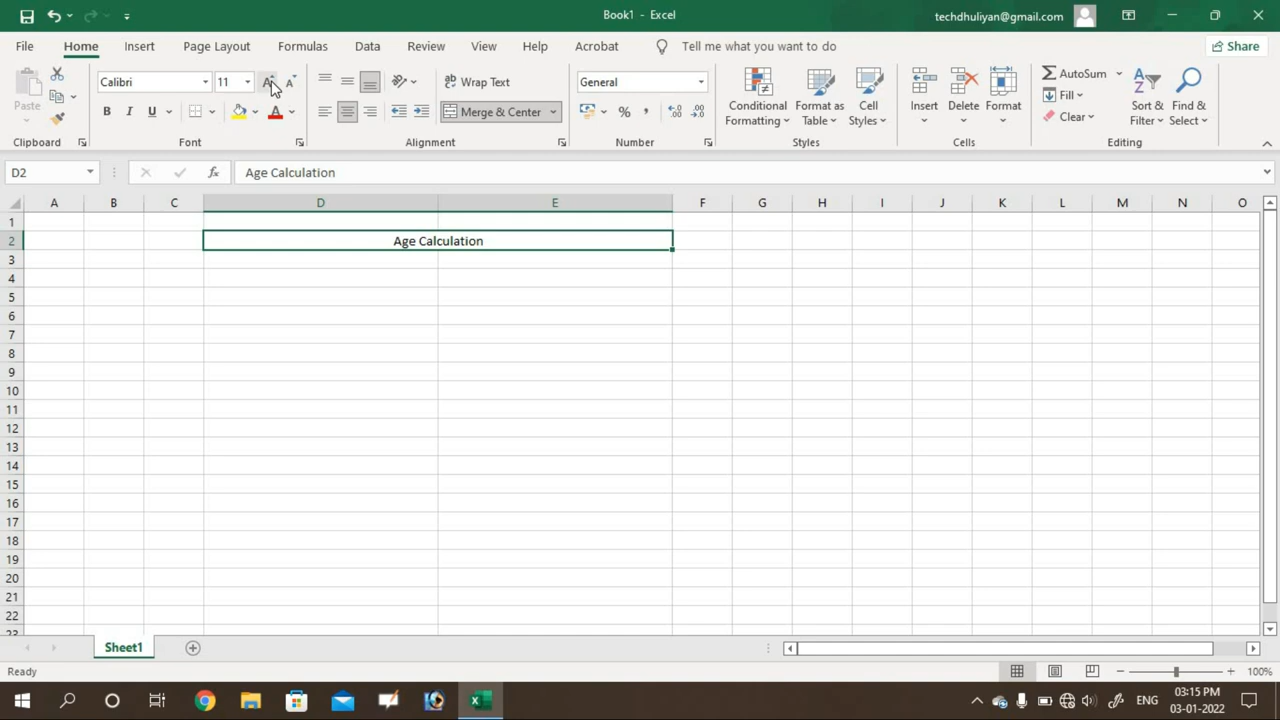 Book1 - Excel
techdhuliyan@gmail.com
File Home Insert Page Layout Formulas Data Review View Help Acrobat Tell me what you want to do Share
Paste
Calibri 11
B I U A
Wrap Text
Merge & Center
General
%
Conditional Formatting
Format as Table
Cell Styles
Insert
Delete
Format
AutoSum
Fill
Clear
Sort & Filter
Find & Select
Clipboard Font Alignment Number Styles Cells Editing
D2 fx Age Calculation
A B C D E F G H I J K L M N O
1
2 Age Calculation
3
4
5
6
7
8
9
10
11
12
13
14
15
16
17
18
19
20
21
22
23
Sheet1
Ready 100%
ENG 03:15 PM
03-01-2022